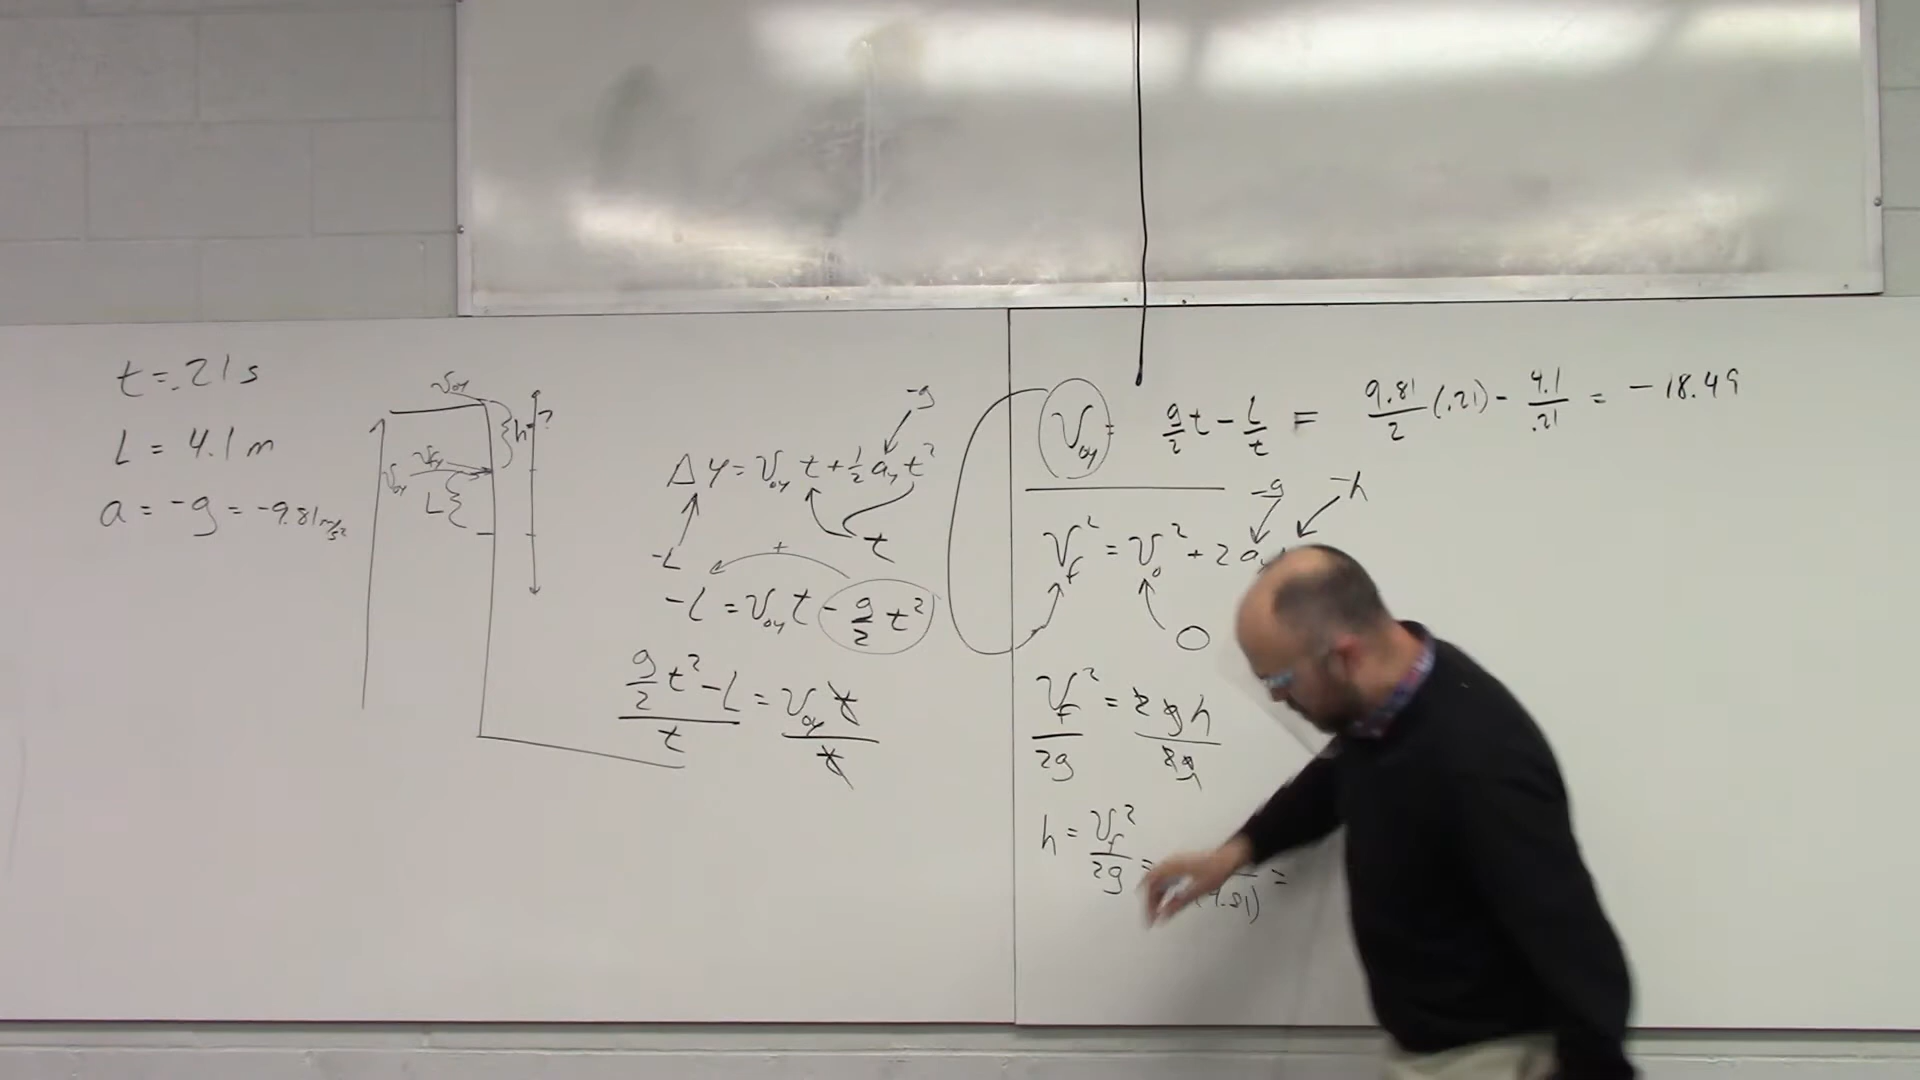 t = .21 s
L = 4.1 m
a = -g = -9.81 m/s²
v₀y
h ?
vfy
v₀y
L
-g
Δy = v₀y t + ½ ay t²
-L
t
+
-L = v₀y t - g/2 t²
(g/2 t² - L)/t = v₀y t/t
v₀y = g/2 t - L/t = 9.81/2 (.21) - 4.1/.21 = -18.49
-g
-h
vf² = v₀² + 2 ay
0
vf²/2g = 2gh/2g
h = vf²/2g = (9.81) =